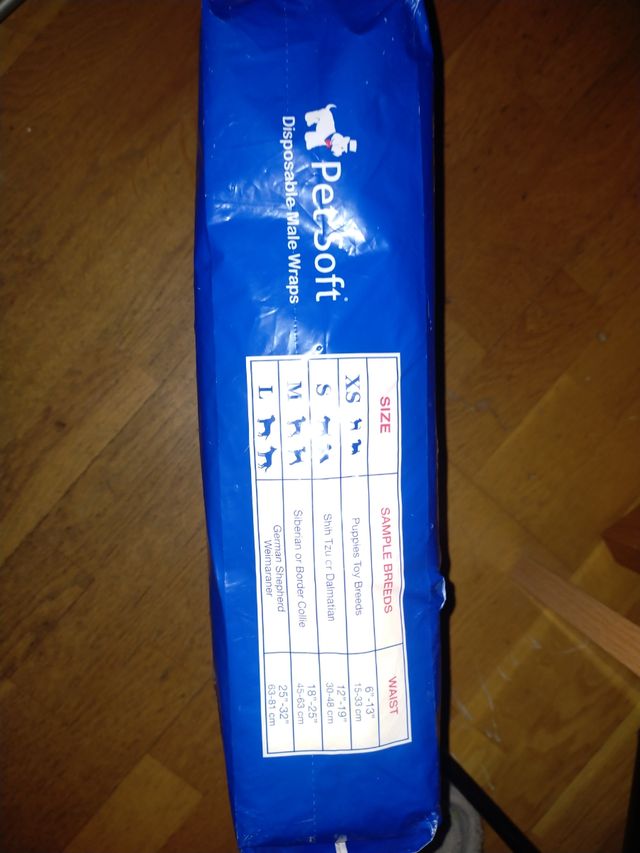 PetSoft
Disposable Male Wraps
SIZE SAMPLE BREEDS WAIST
XS Puppies Toy Breeds 6"-13"
15-33 cm
S Shih Tzu or Dalmatian 12"-19"
30-48 cm
M Siberian or Border Collie 18"-25"
45-63 cm
L German Shepherd 25"-32"
Weimaraner 63-81 cm